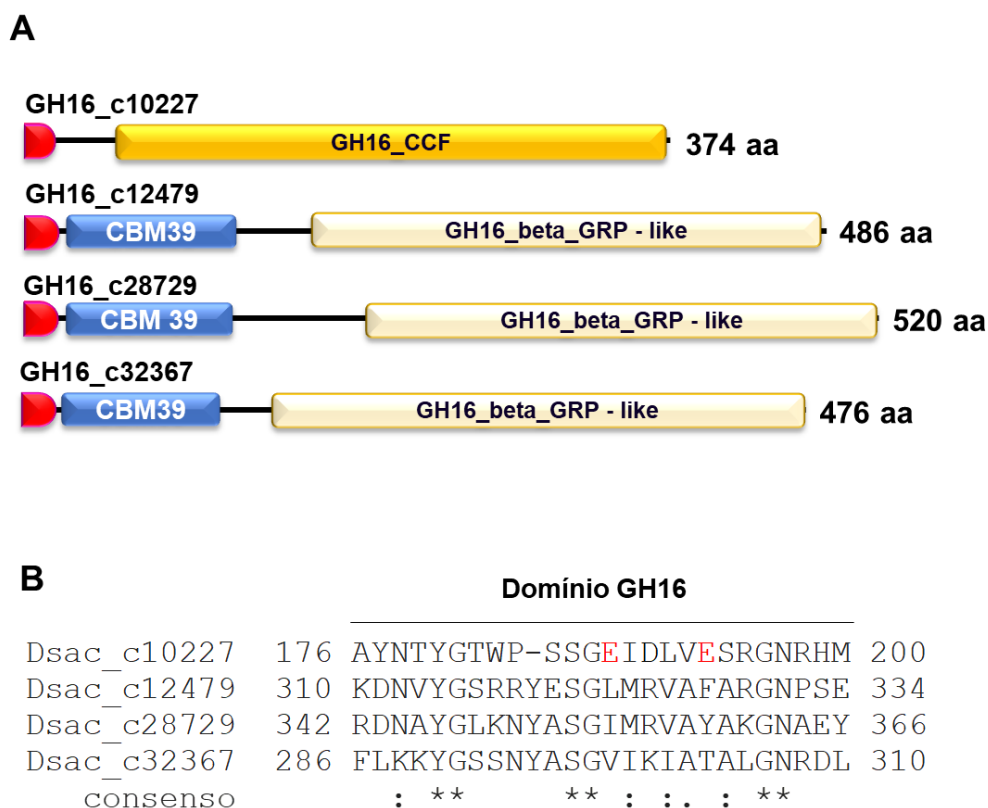 A
GH16_c10227
GH16_CCF 374 aa
GH16_c12479
CBM39 GH16_beta_GRP - like 486 aa
GH16_c28729
CBM 39 GH16_beta_GRP - like 520 aa
GH16_c32367
CBM39 GH16_beta_GRP - like 476 aa
B
Domínio GH16
Dsac_c10227 176 AYNTYGTWP-SSGEIDLVESRGNRHM 200
Dsac_c12479 310 KDNVYGSRRYESGLMRVAFARGNPSE 334
Dsac_c28729 342 RDNAYGLKNYASGIMRVAYAKGNAEY 366
Dsac_c32367 286 FLKKYGSSNYASGVIKIATALGNRDL 310
consenso : ** ** : :. : **